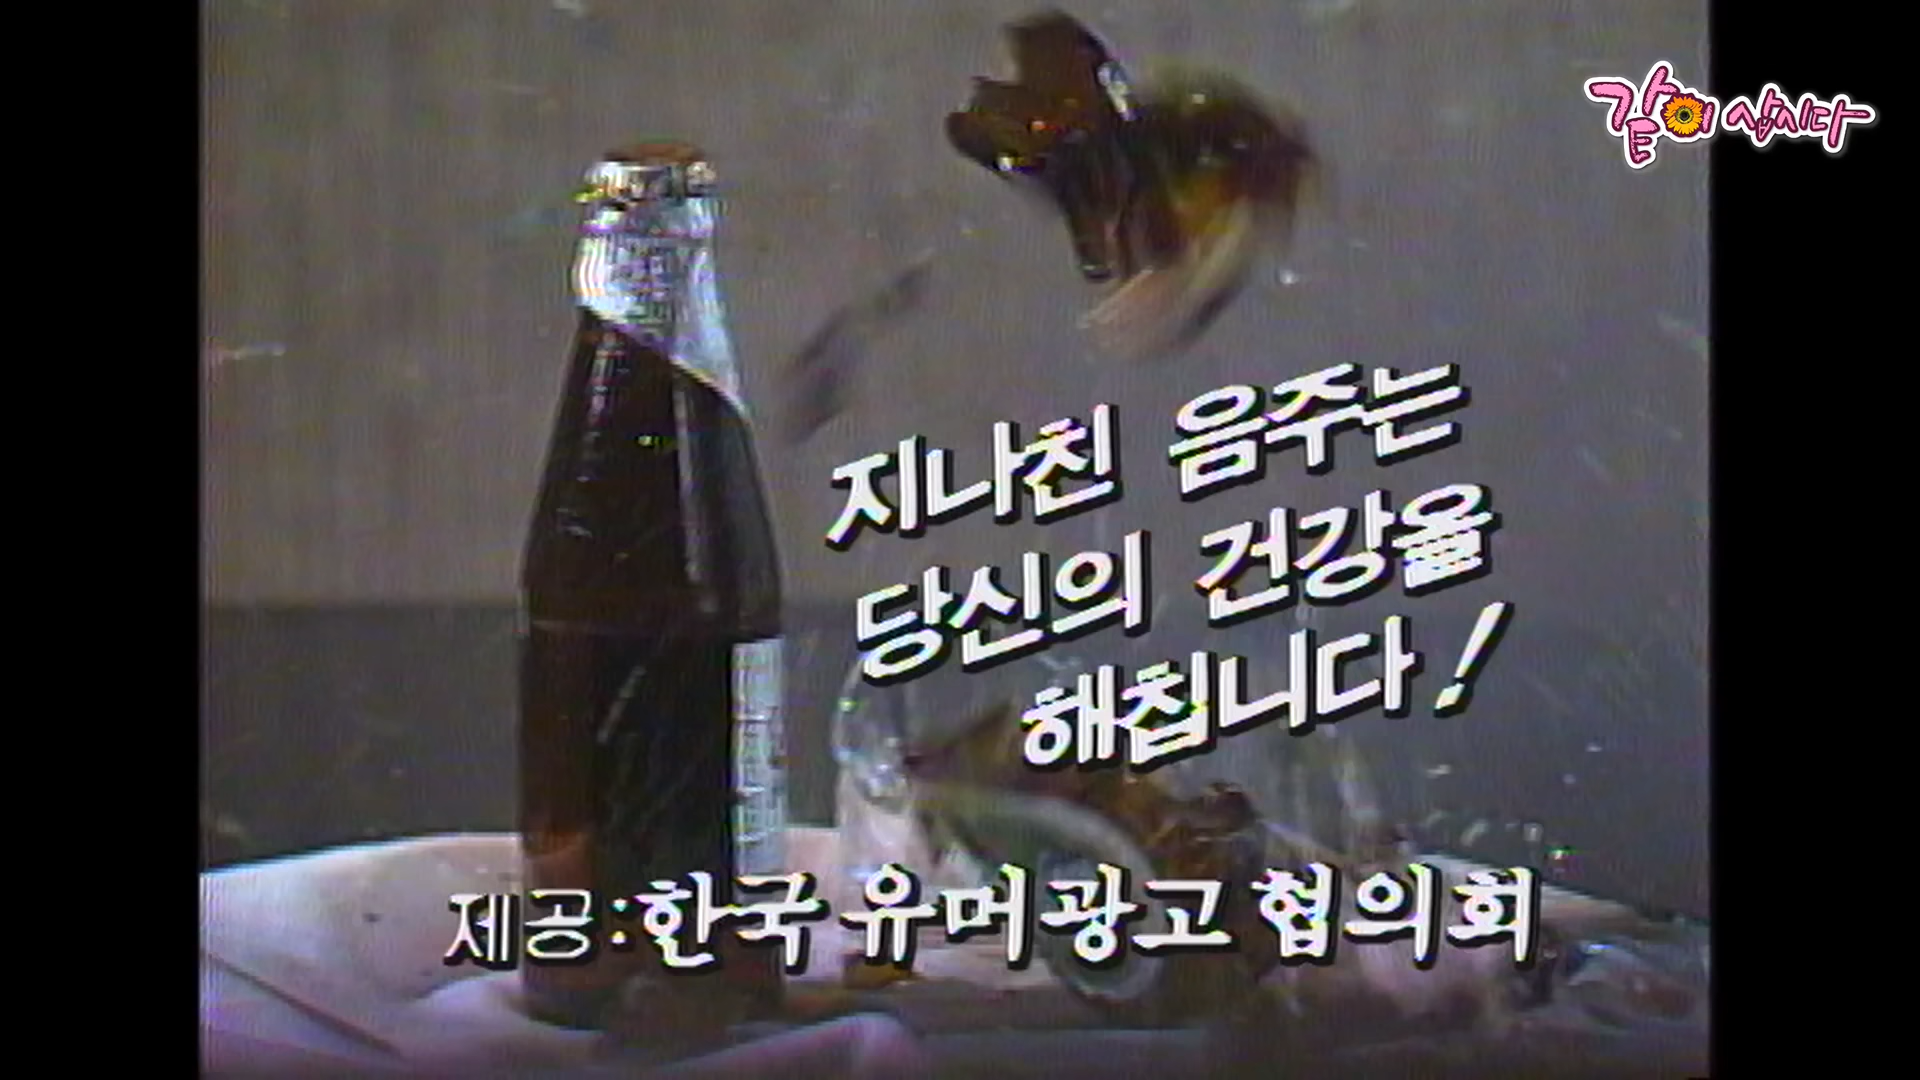 같이 삽시다
지나친 음주는
당신의 건강을
해칩니다!
제공:한국유머광고협의회